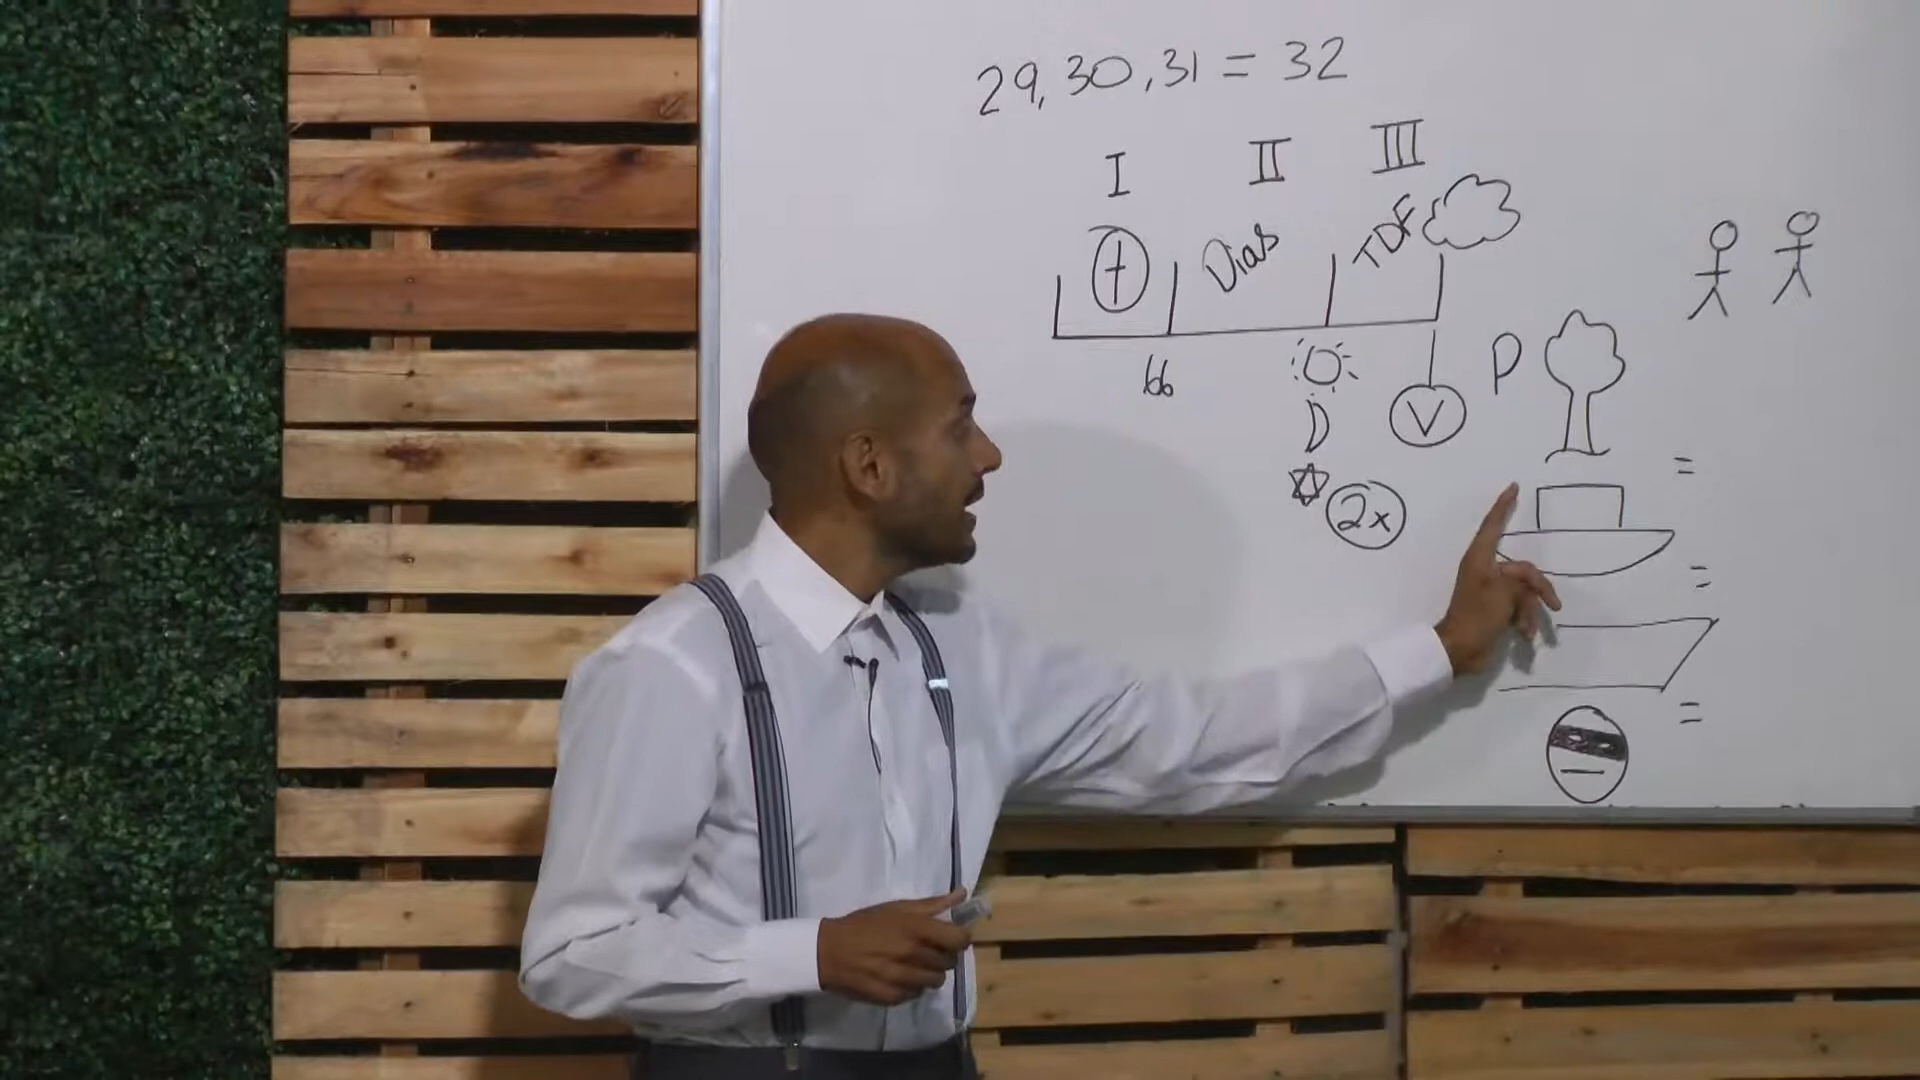 29, 30, 31 = 32
I II III
Dias TDF
66
V P
2x
=
=
=